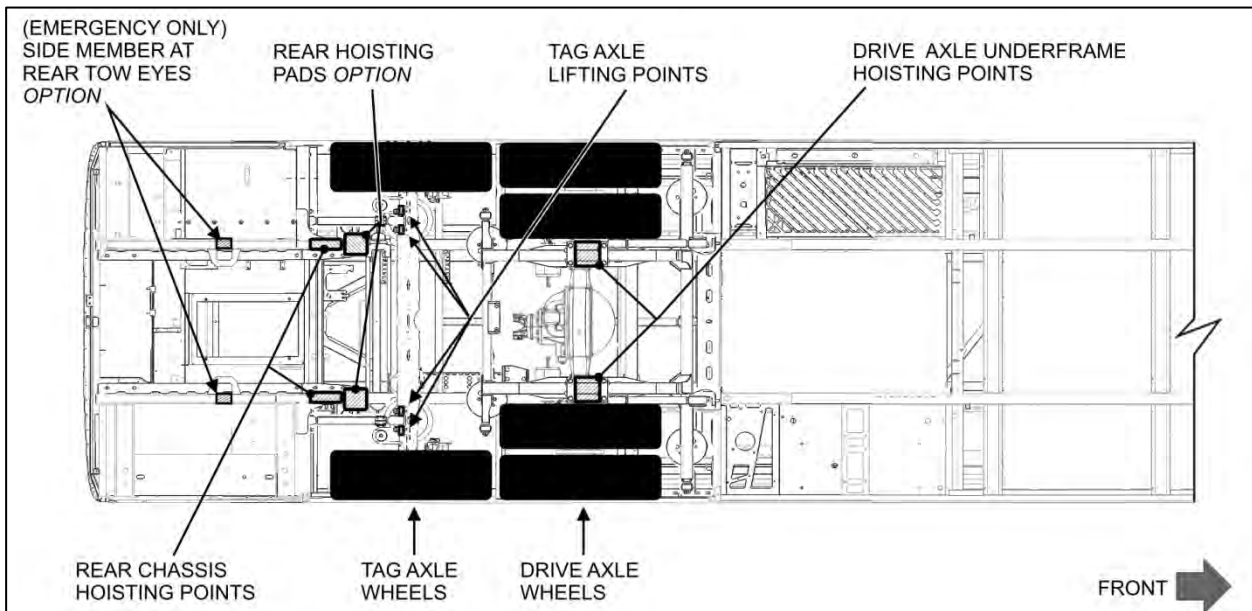 (EMERGENCY ONLY)
SIDE MEMBER AT
REAR TOW EYES
OPTION
REAR HOISTING
PADS OPTION
TAG AXLE
LIFTING POINTS
DRIVE AXLE UNDERFRAME
HOISTING POINTS
REAR CHASSIS
HOISTING POINTS
TAG AXLE
WHEELS
DRIVE AXLE
WHEELS
FRONT